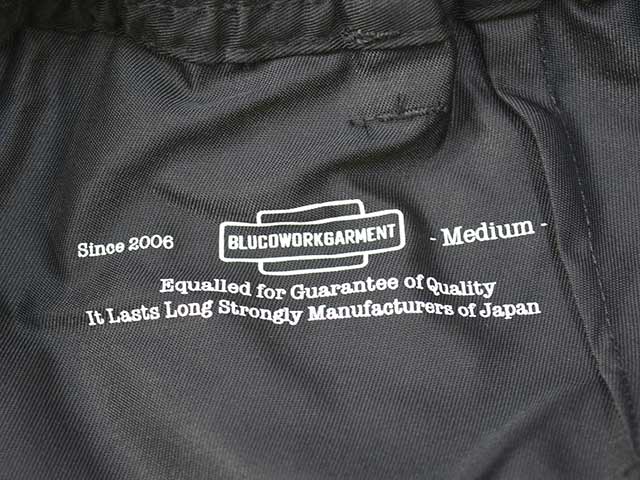 Since 2006 BLUCOWORKGARMENT - Medium -
Equalled for Guarantee of Quality
It Lasts Long Strongly Manufacturers of Japan